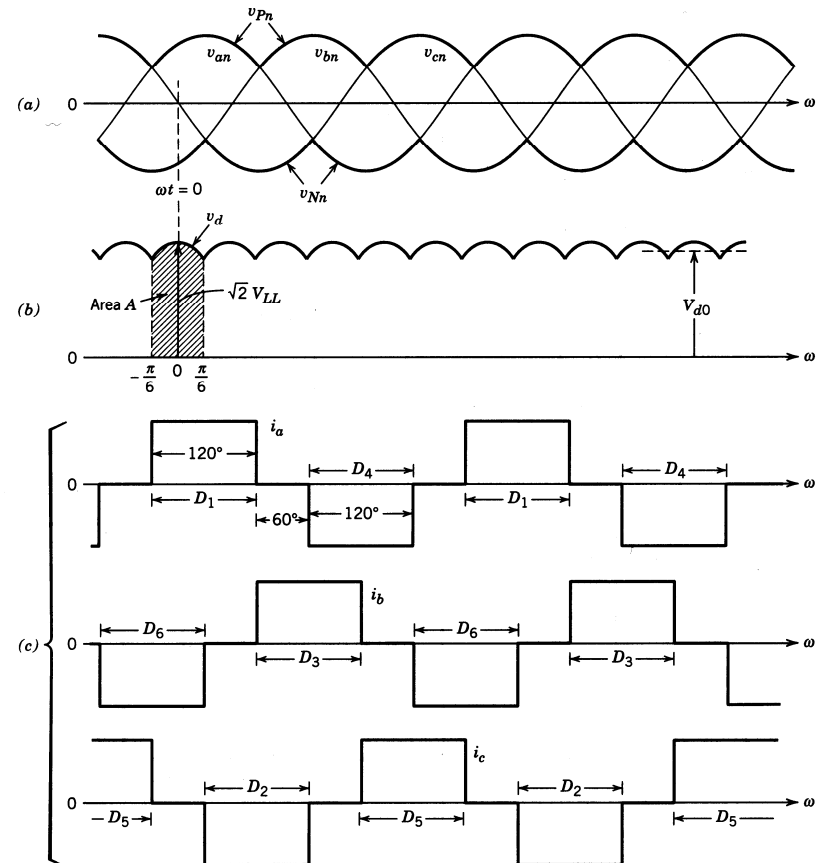 v_Pn
v_an v_bn v_cn
(a) 0 ω
ωt = 0
v_Nn
v_d
Area A √2 V_LL
(b) V_d0
0 ω
-π/6 0 π/6
i_a
120° D_4 D_4
0 ω
D_1 D_1
60° 120°
i_b
D_6 D_6
(c) 0 ω
D_3 D_3
i_c
D_2 D_2
0 ω
D_5 D_5 D_5